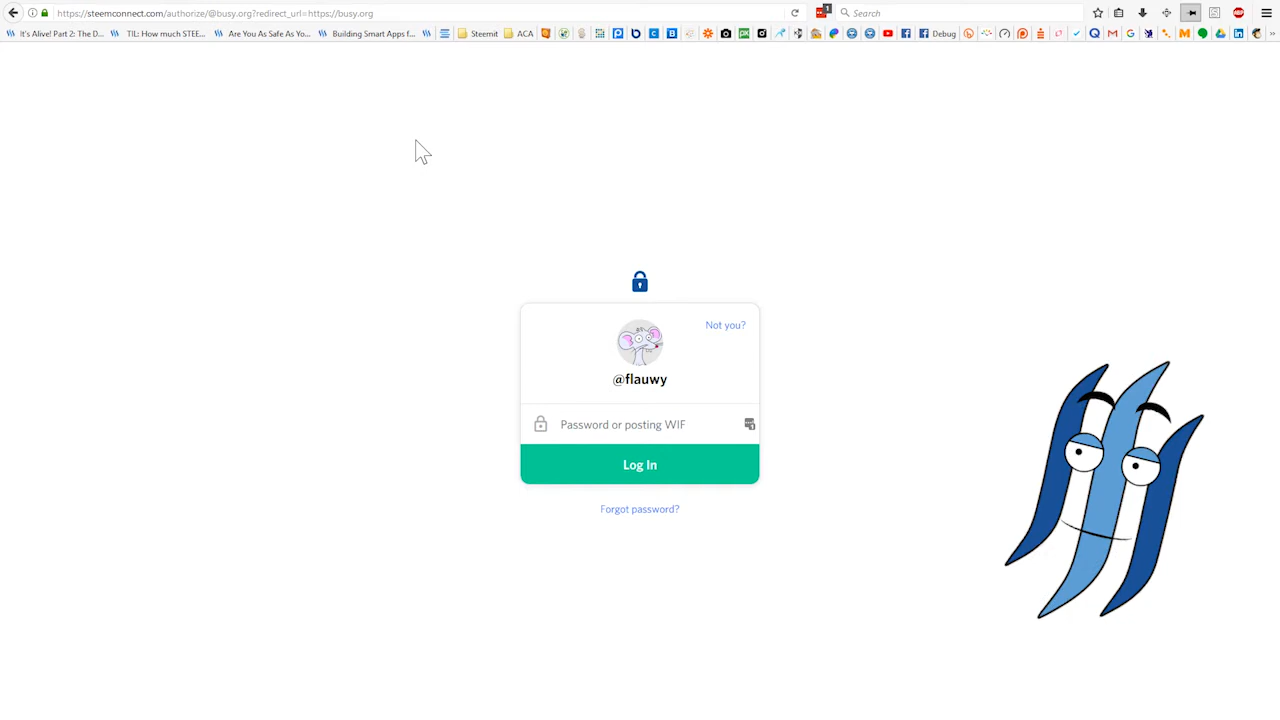 https://steemconnect.com/authorize/@busy.org?redirect_url=https://busy.org
1
Search
It's Alive! Part 2: The D...
TIL: How much STEE...
Are You As Safe As Yo...
Building Smart Apps f...
Steemit
ACA
Debug
Not you?
@flauwy
Password or posting WIF
Log In
Forgot password?